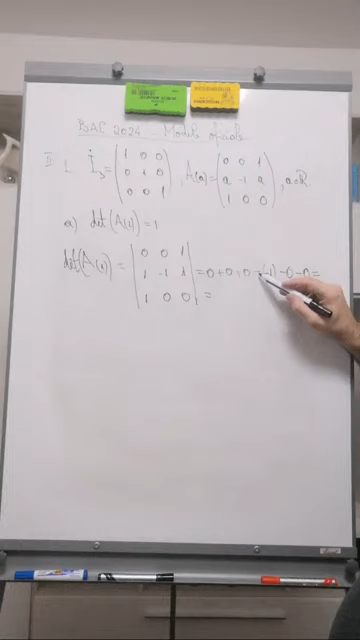 BAC 2024 - Modele oficiale
II 1. I₃ = (1 0 0 / 0 1 0 / 0 0 1), A(a) = (0 0 1 / a -1 a / 1 0 0), a∈R
a) det(A(1)) = 1
det(A(1)) = |0 0 1 / 1 -1 1 / 1 0 0| = 0+0+0-(-1)-0-0=
=